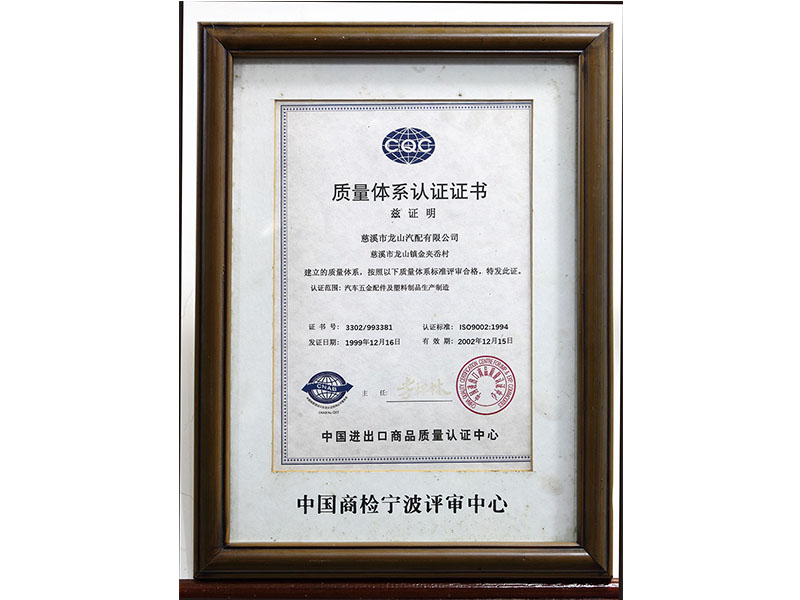 CQC
质量体系认证证书
兹证明
慈溪市龙山汽配有限公司
慈溪市龙山镇金夹岙村
建立的质量体系,按照以下质量体系标准评审合格,特发此证。
认证范围:汽车五金配件及塑料制品生产制造
证 书 号: 3302/993381 认证标准: ISO9002:1994
发证日期: 1999年12月16日 有 效 期: 2002年12月15日
CNAB
主 任:
中国进出口商品质量认证中心
中国商检宁波评审中心